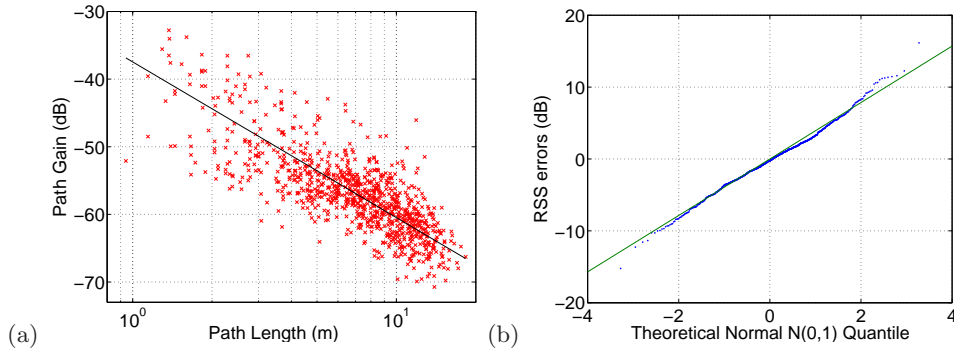 −30
−40
−50
−60
−70
Path Gain (dB)
10^0
10^1
Path Length (m)
(a)
20
10
0
−10
−20
RSS errors (dB)
−4
−2
0
2
4
Theoretical Normal N(0,1) Quantile
(b)